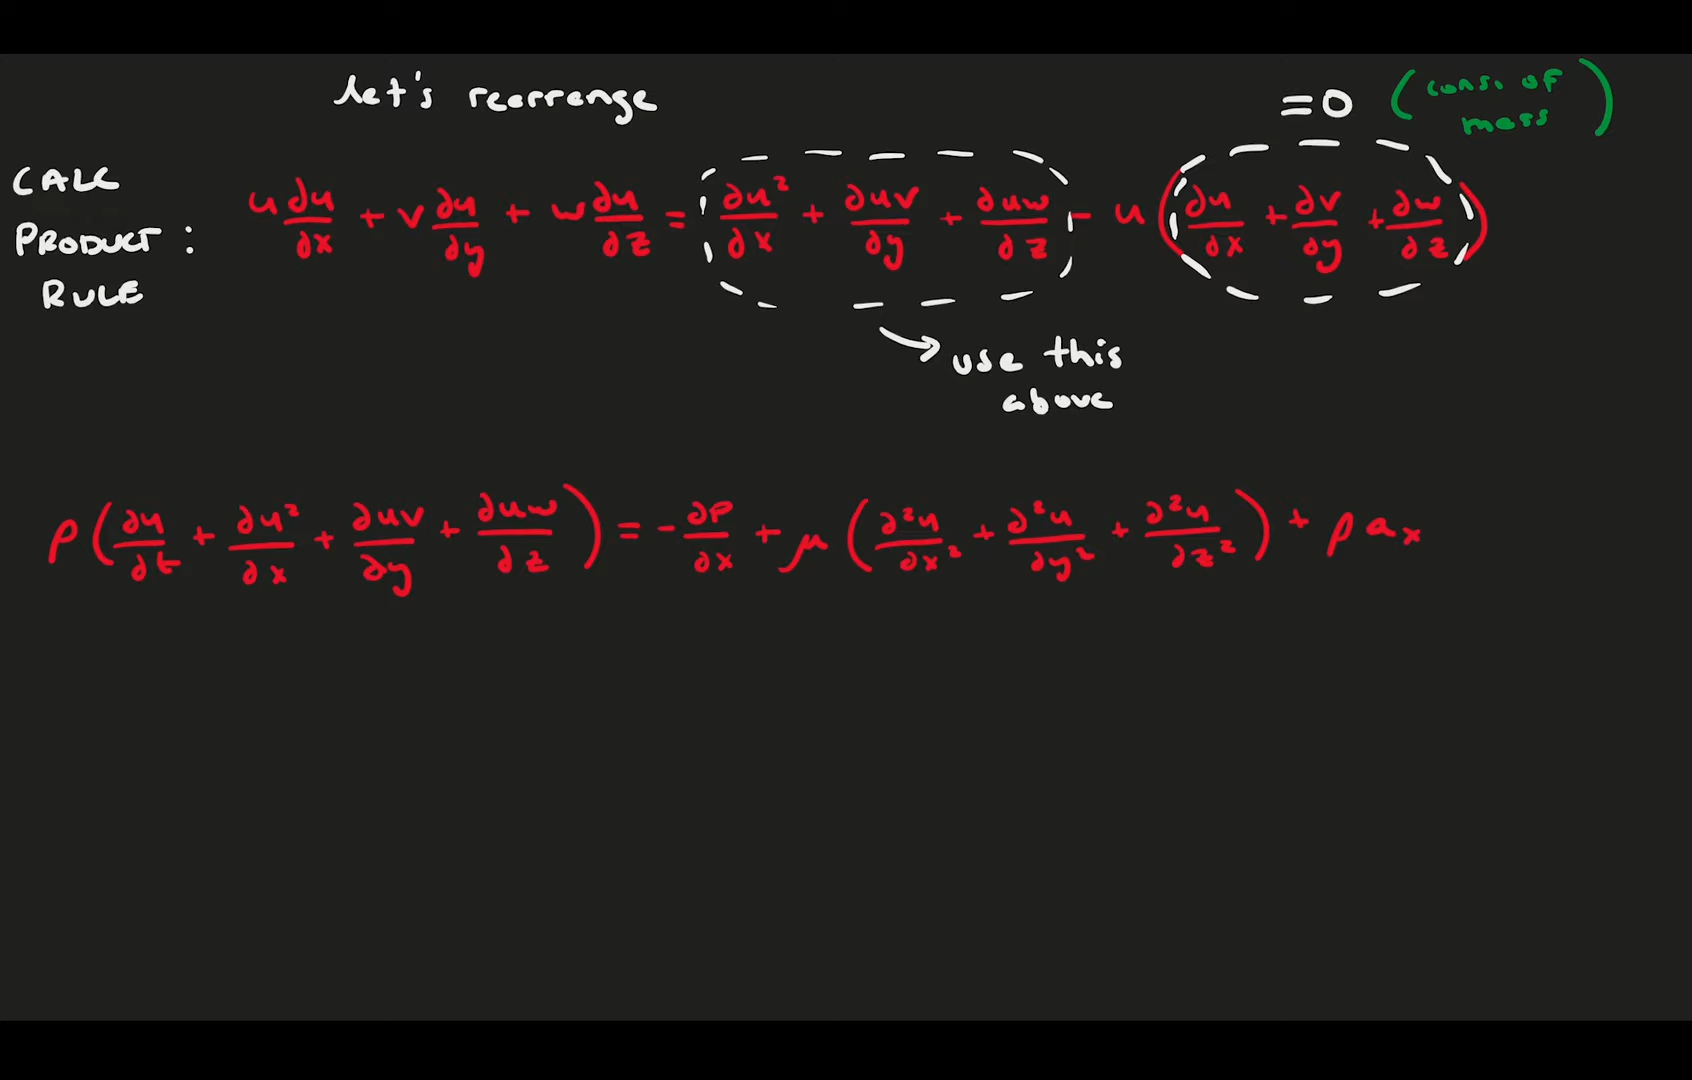 let's rearrange
=0 (cons. of mass)
CALC PRODUCT RULE :
u ∂u/∂x + v ∂u/∂y + w ∂u/∂z = ∂u²/∂x + ∂uv/∂y + ∂uw/∂z - u (∂u/∂x + ∂v/∂y + ∂w/∂z)
use this
above
ρ (∂u/∂t + ∂u²/∂x + ∂uv/∂y + ∂uw/∂z) = - ∂P/∂x + μ (∂²u/∂x² + ∂²u/∂y² + ∂²u/∂z²) + ρ aₓ